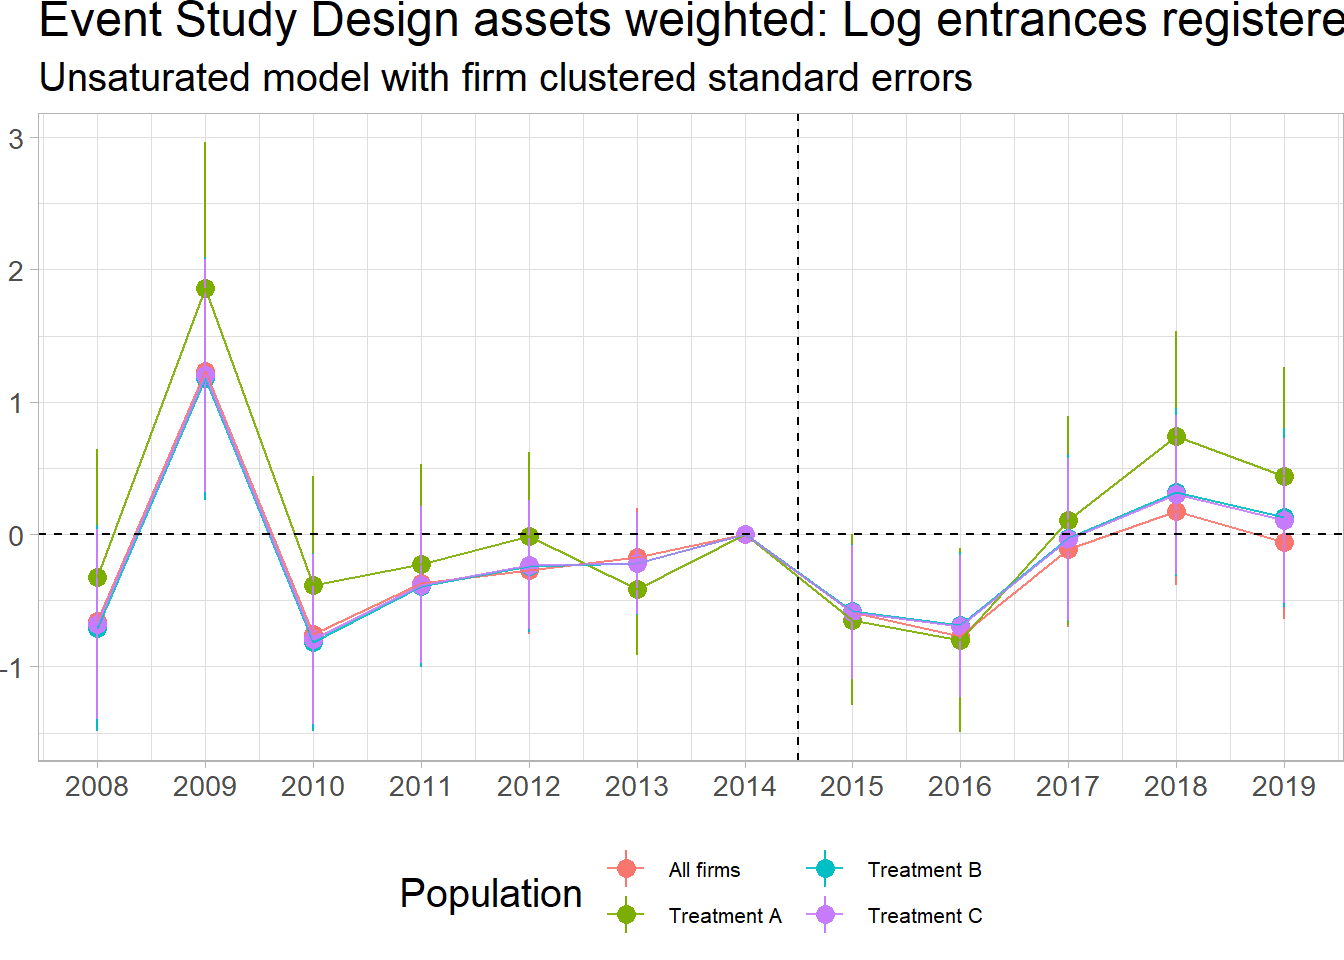 Event Study Design assets weighted: Log entrances registere
Unsaturated model with firm clustered standard errors
3
2
1
0
-1
2008 2009 2010 2011 2012 2013 2014 2015 2016 2017 2018 2019
Population
All firms
Treatment A
Treatment B
Treatment C